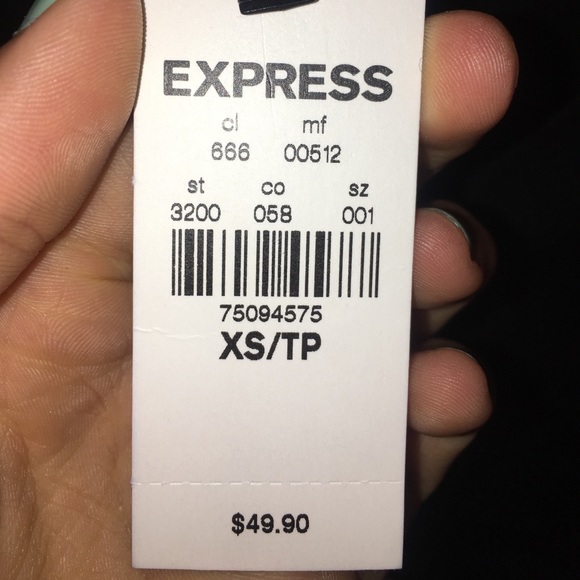 EXPRESS
cl mf
666 00512
st co sz
3200 058 001
75094575
XS/TP
$49.90